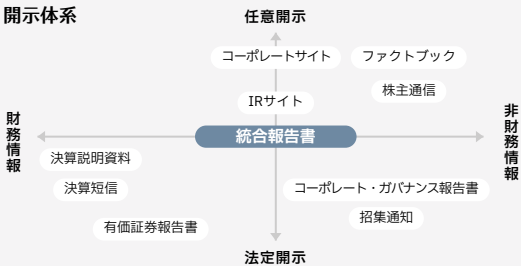 開示体系
任意開示
コーポレートサイト
ファクトブック
株主通信
IRサイト
財務情報
統合報告書
非財務情報
決算説明資料
決算短信
コーポレート・ガバナンス報告書
招集通知
有価証券報告書
法定開示